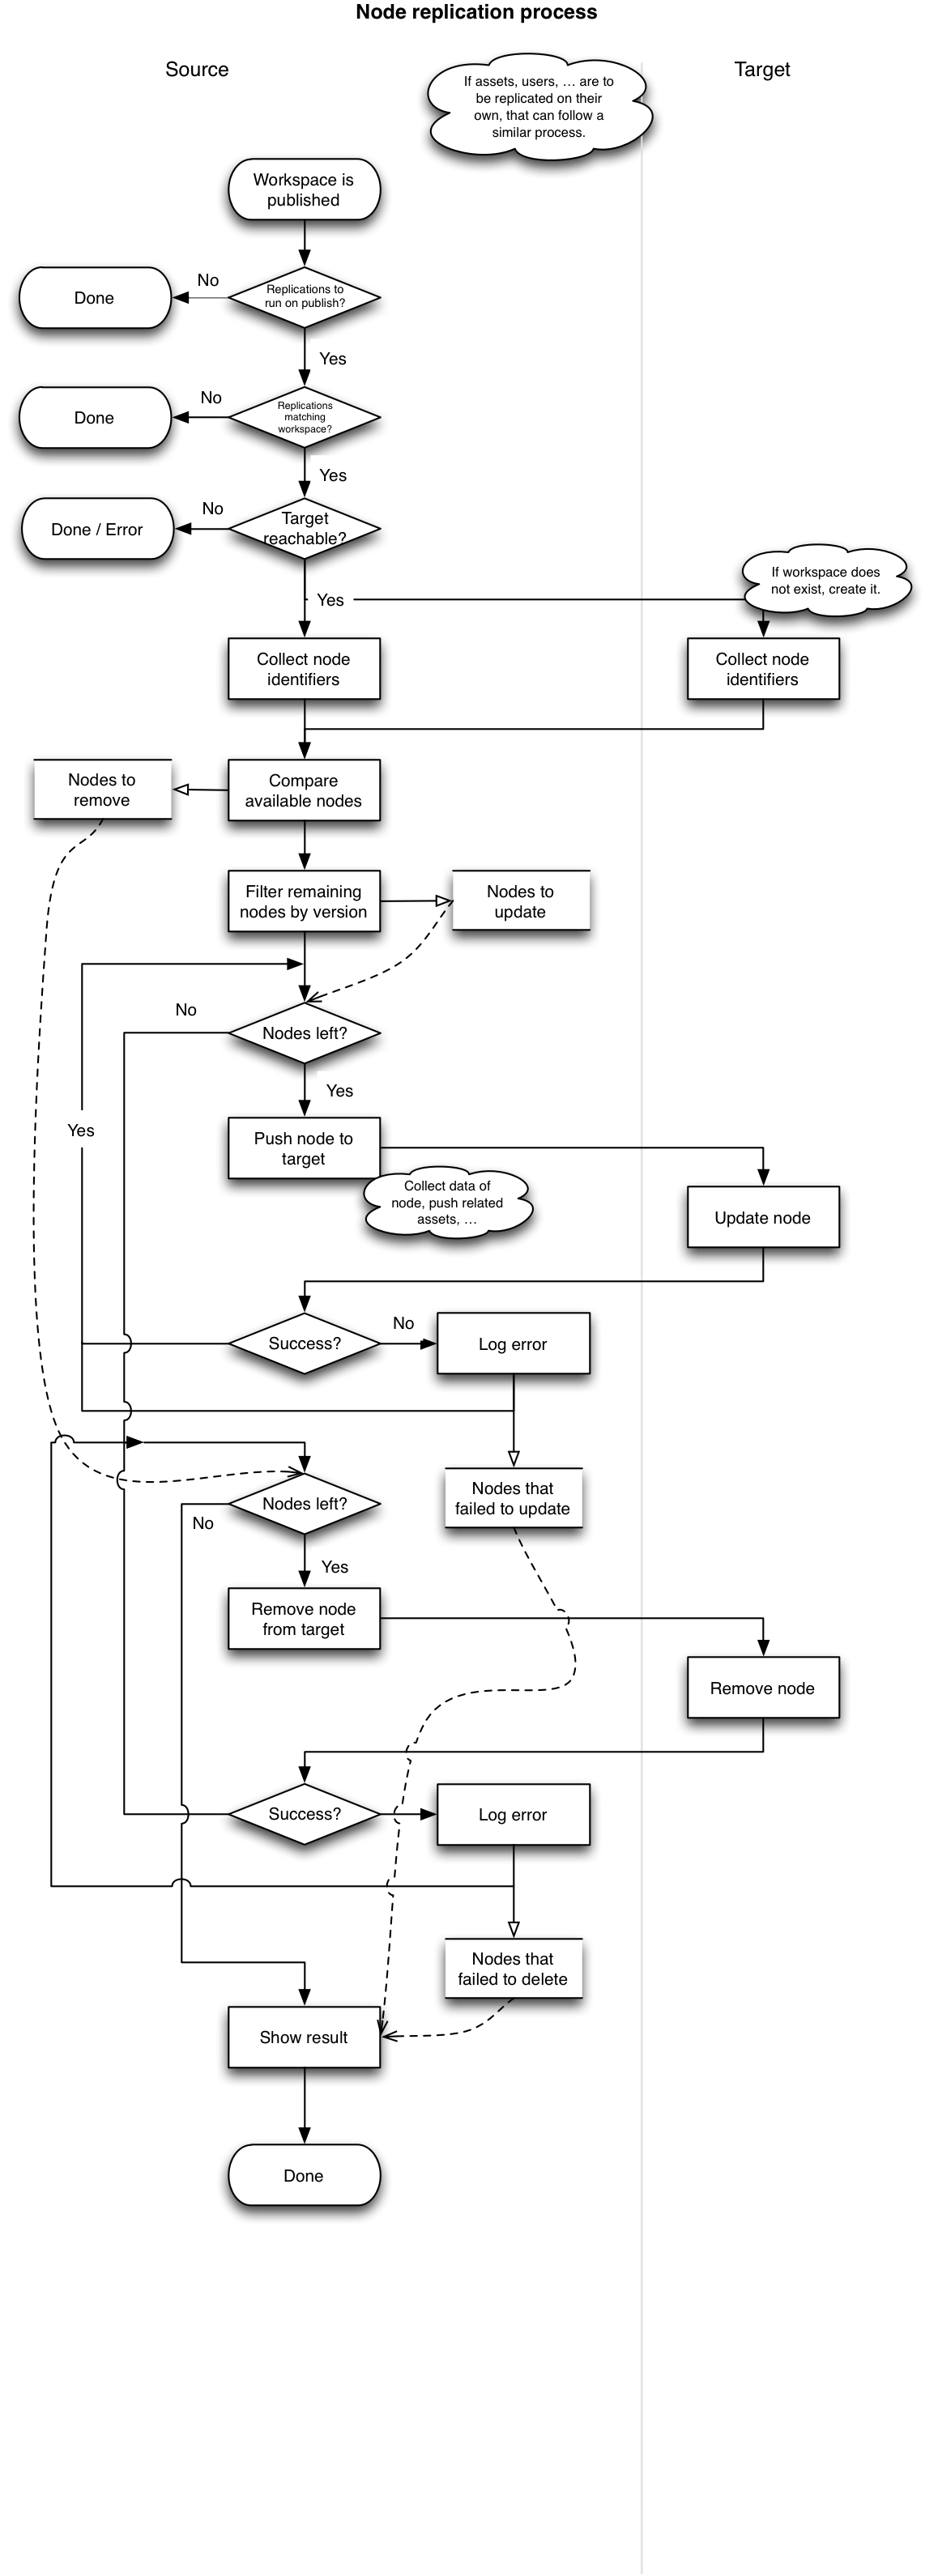 Node replication process
Source
Target
If assets, users, … are to
be replicated on their
own, that can follow a
similar process.
Workspace is
published
No
Done
Replications to
run on publish?
Yes
No
Done
Replications
matching
workspace?
Yes
No
Done / Error
Target
reachable?
If workspace does
not exist, create it.
Yes
Collect node
identifiers
Collect node
identifiers
Nodes to
remove
Compare
available nodes
Filter remaining
nodes by version
Nodes to
update
No
Nodes left?
Yes
Yes
Push node to
target
Collect data of
node, push related
assets, …
Update node
Success?
No
Log error
Nodes left?
No
Nodes that
failed to update
Yes
Remove node
from target
Remove node
Success?
Log error
Nodes that
failed to delete
Show result
Done